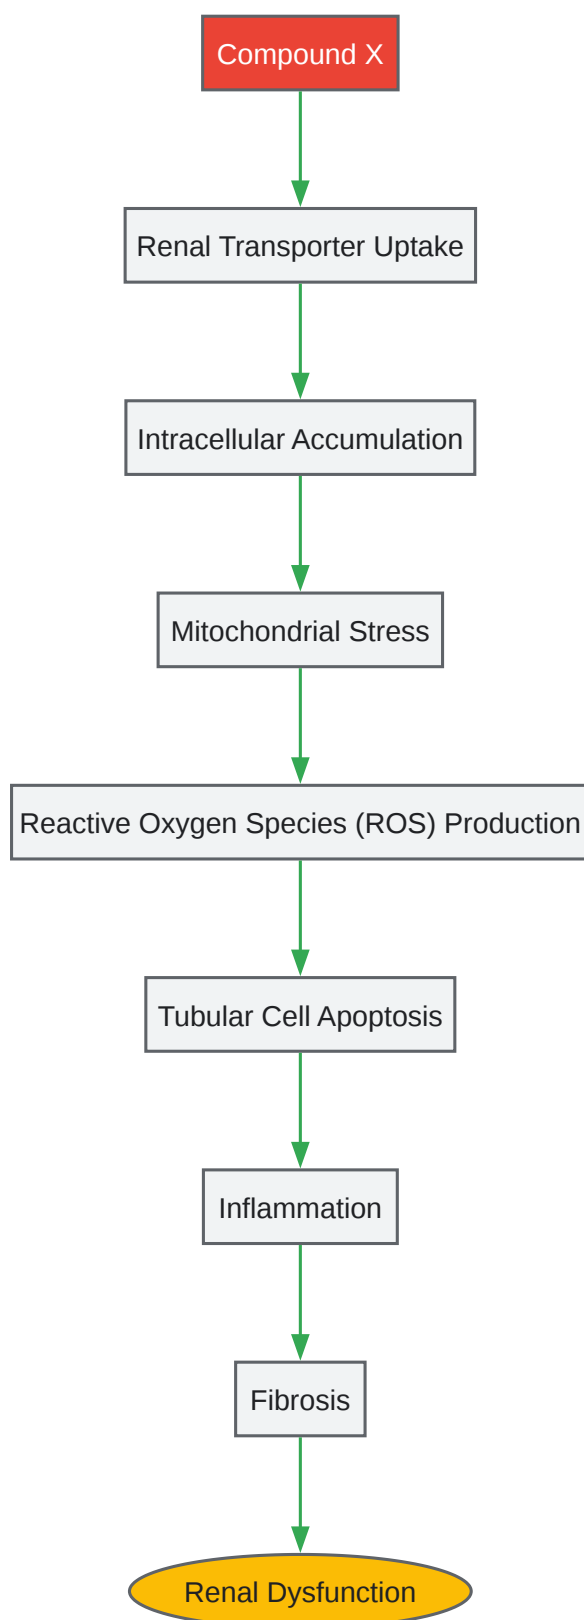 Compound X
Renal Transporter Uptake
Intracellular Accumulation
Mitochondrial Stress
Reactive Oxygen Species (ROS) Production
Tubular Cell Apoptosis
Inflammation
Fibrosis
Renal Dysfunction